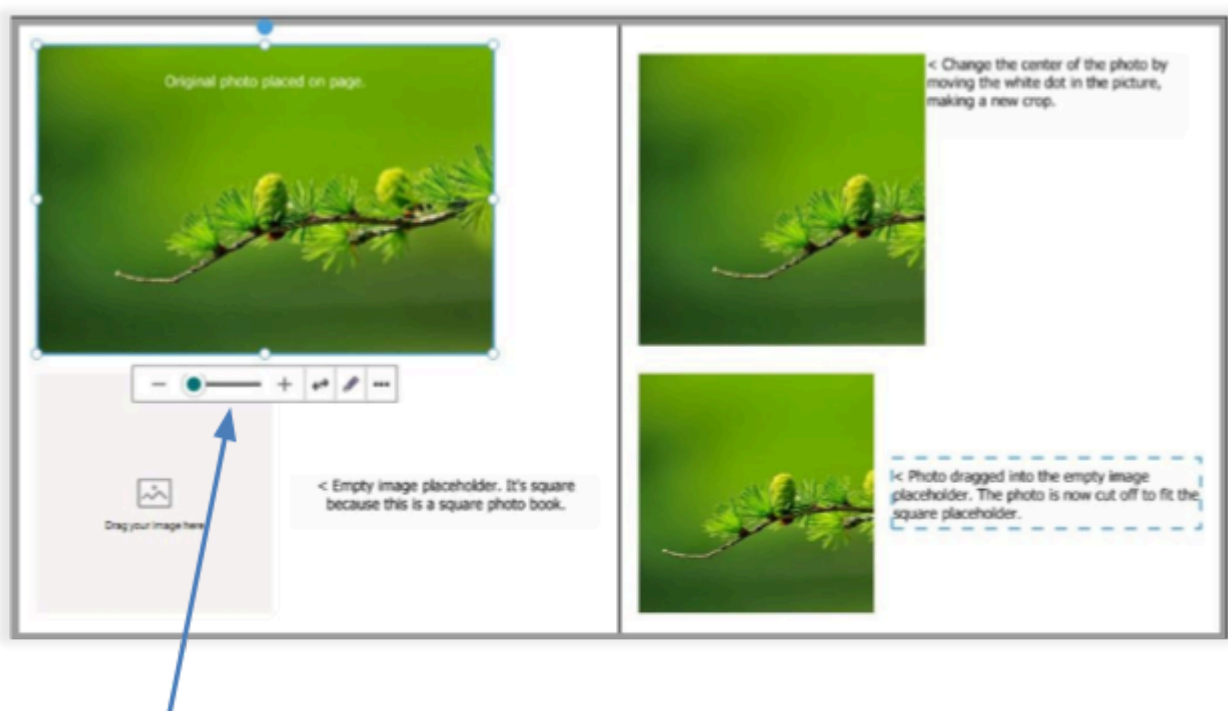 Original photo placed on page.
Drag your image here
< Empty image placeholder. It's square
because this is a square photo book.
< Change the center of the photo by
moving the white dot in the picture,
making a new crop.
< Photo dragged into the empty image
placeholder. The photo is now cut off to fit the
square placeholder.